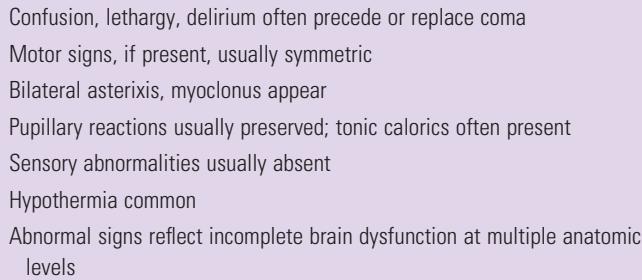 Confusion, lethargy, delirium often precede or replace coma
Motor signs, if present, usually symmetric
Bilateral asterixis, myoclonus appear
Pupillary reactions usually preserved; tonic calorics often present
Sensory abnormalities usually absent
Hypothermia common
Abnormal signs reflect incomplete brain dysfunction at multiple anatomic
levels